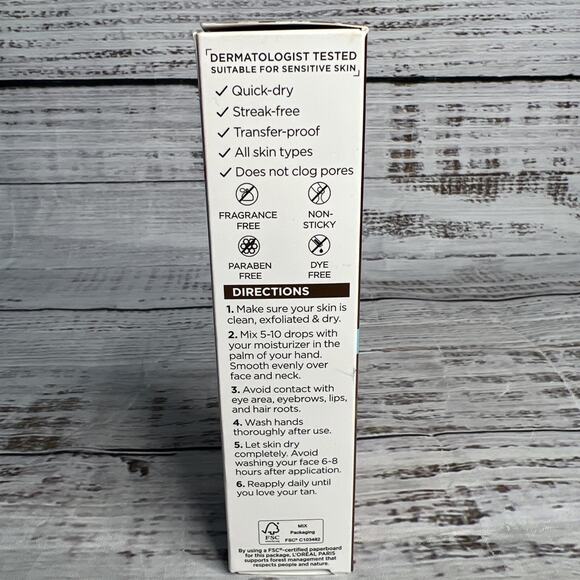 DERMATOLOGIST TESTED
SUITABLE FOR SENSITIVE SKIN
✓ Quick-dry
✓ Streak-free
✓ Transfer-proof
✓ All skin types
✓ Does not clog pores
FRAGRANCE
FREE
NON-
STICKY
PARABEN
FREE
DYE
FREE
DIRECTIONS
1. Make sure your skin is
clean, exfoliated & dry.
2. Mix 5-10 drops with
your moisturizer in the
palm of your hand.
Smooth evenly over
face and neck.
3. Avoid contact with
eye area, eyebrows, lips,
and hair roots.
4. Wash hands
thoroughly after use.
5. Let skin dry
completely. Avoid
washing your face 6-8
hours after application.
6. Reapply daily until
you love your tan.
FSC
MIX
Packaging
FSC® C103482
By using a FSC®-certified paperboard
for this package, L'ORÉAL PARIS
supports forest management that
respects people and nature.